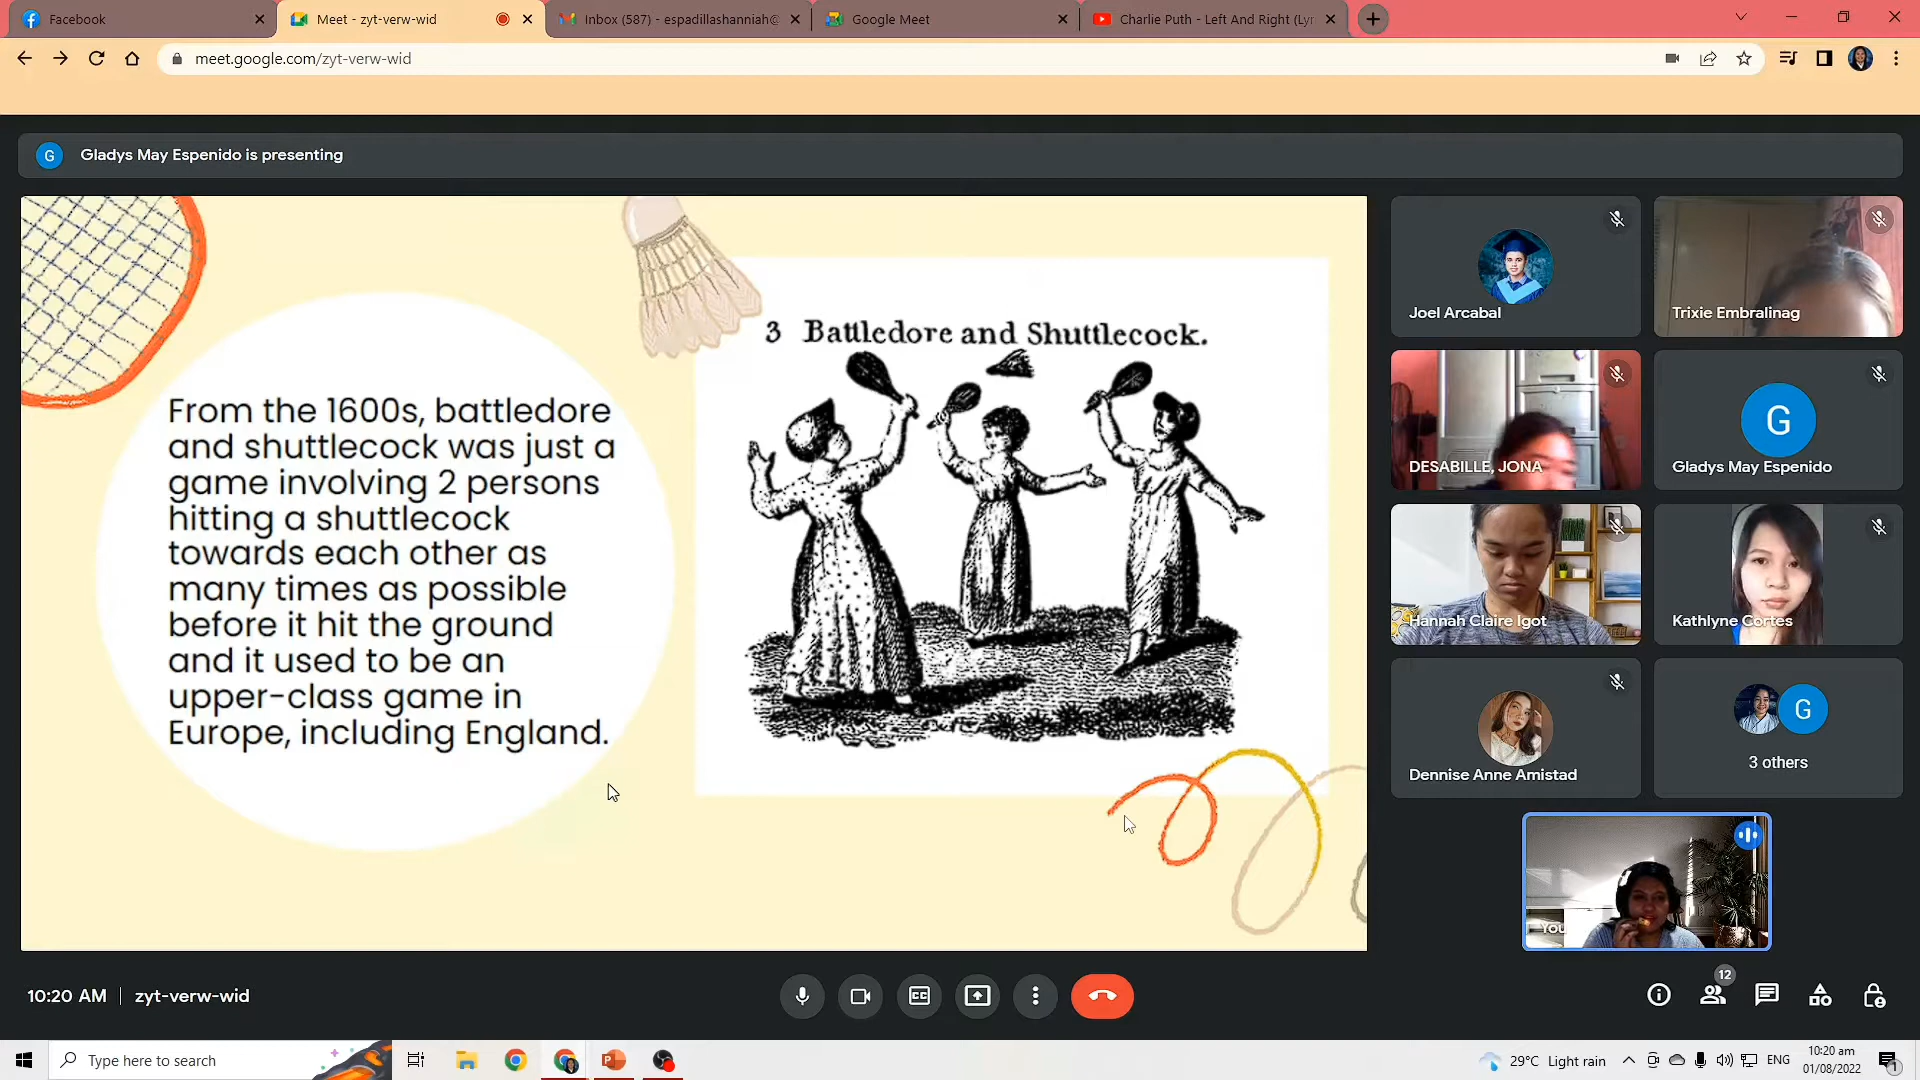 Facebook
Meet - zyt-verw-wid
Inbox (587) - espadillashanniah@
Google Meet
Charlie Puth - Left And Right (Lyr
meet.google.com/zyt-verw-wid
G
Gladys May Espenido is presenting
3 Battledore and Shuttlecock.
From the 1600s, battledore
and shuttlecock was just a
game involving 2 persons
hitting a shuttlecock
towards each other as
many times as possible
before it hit the ground
and it used to be an
upper-class game in
Europe, including England.
Joel Arcabal
Trixie Embralinag
DESABILLE, JONA
G
Gladys May Espenido
Hannah Claire Igot
Kathlyne Cortes
Dennise Anne Amistad
G
3 others
You
10:20 AM | zyt-verw-wid
CC
12
Type here to search
29°C Light rain
ENG
10:20 am
01/08/2022
1